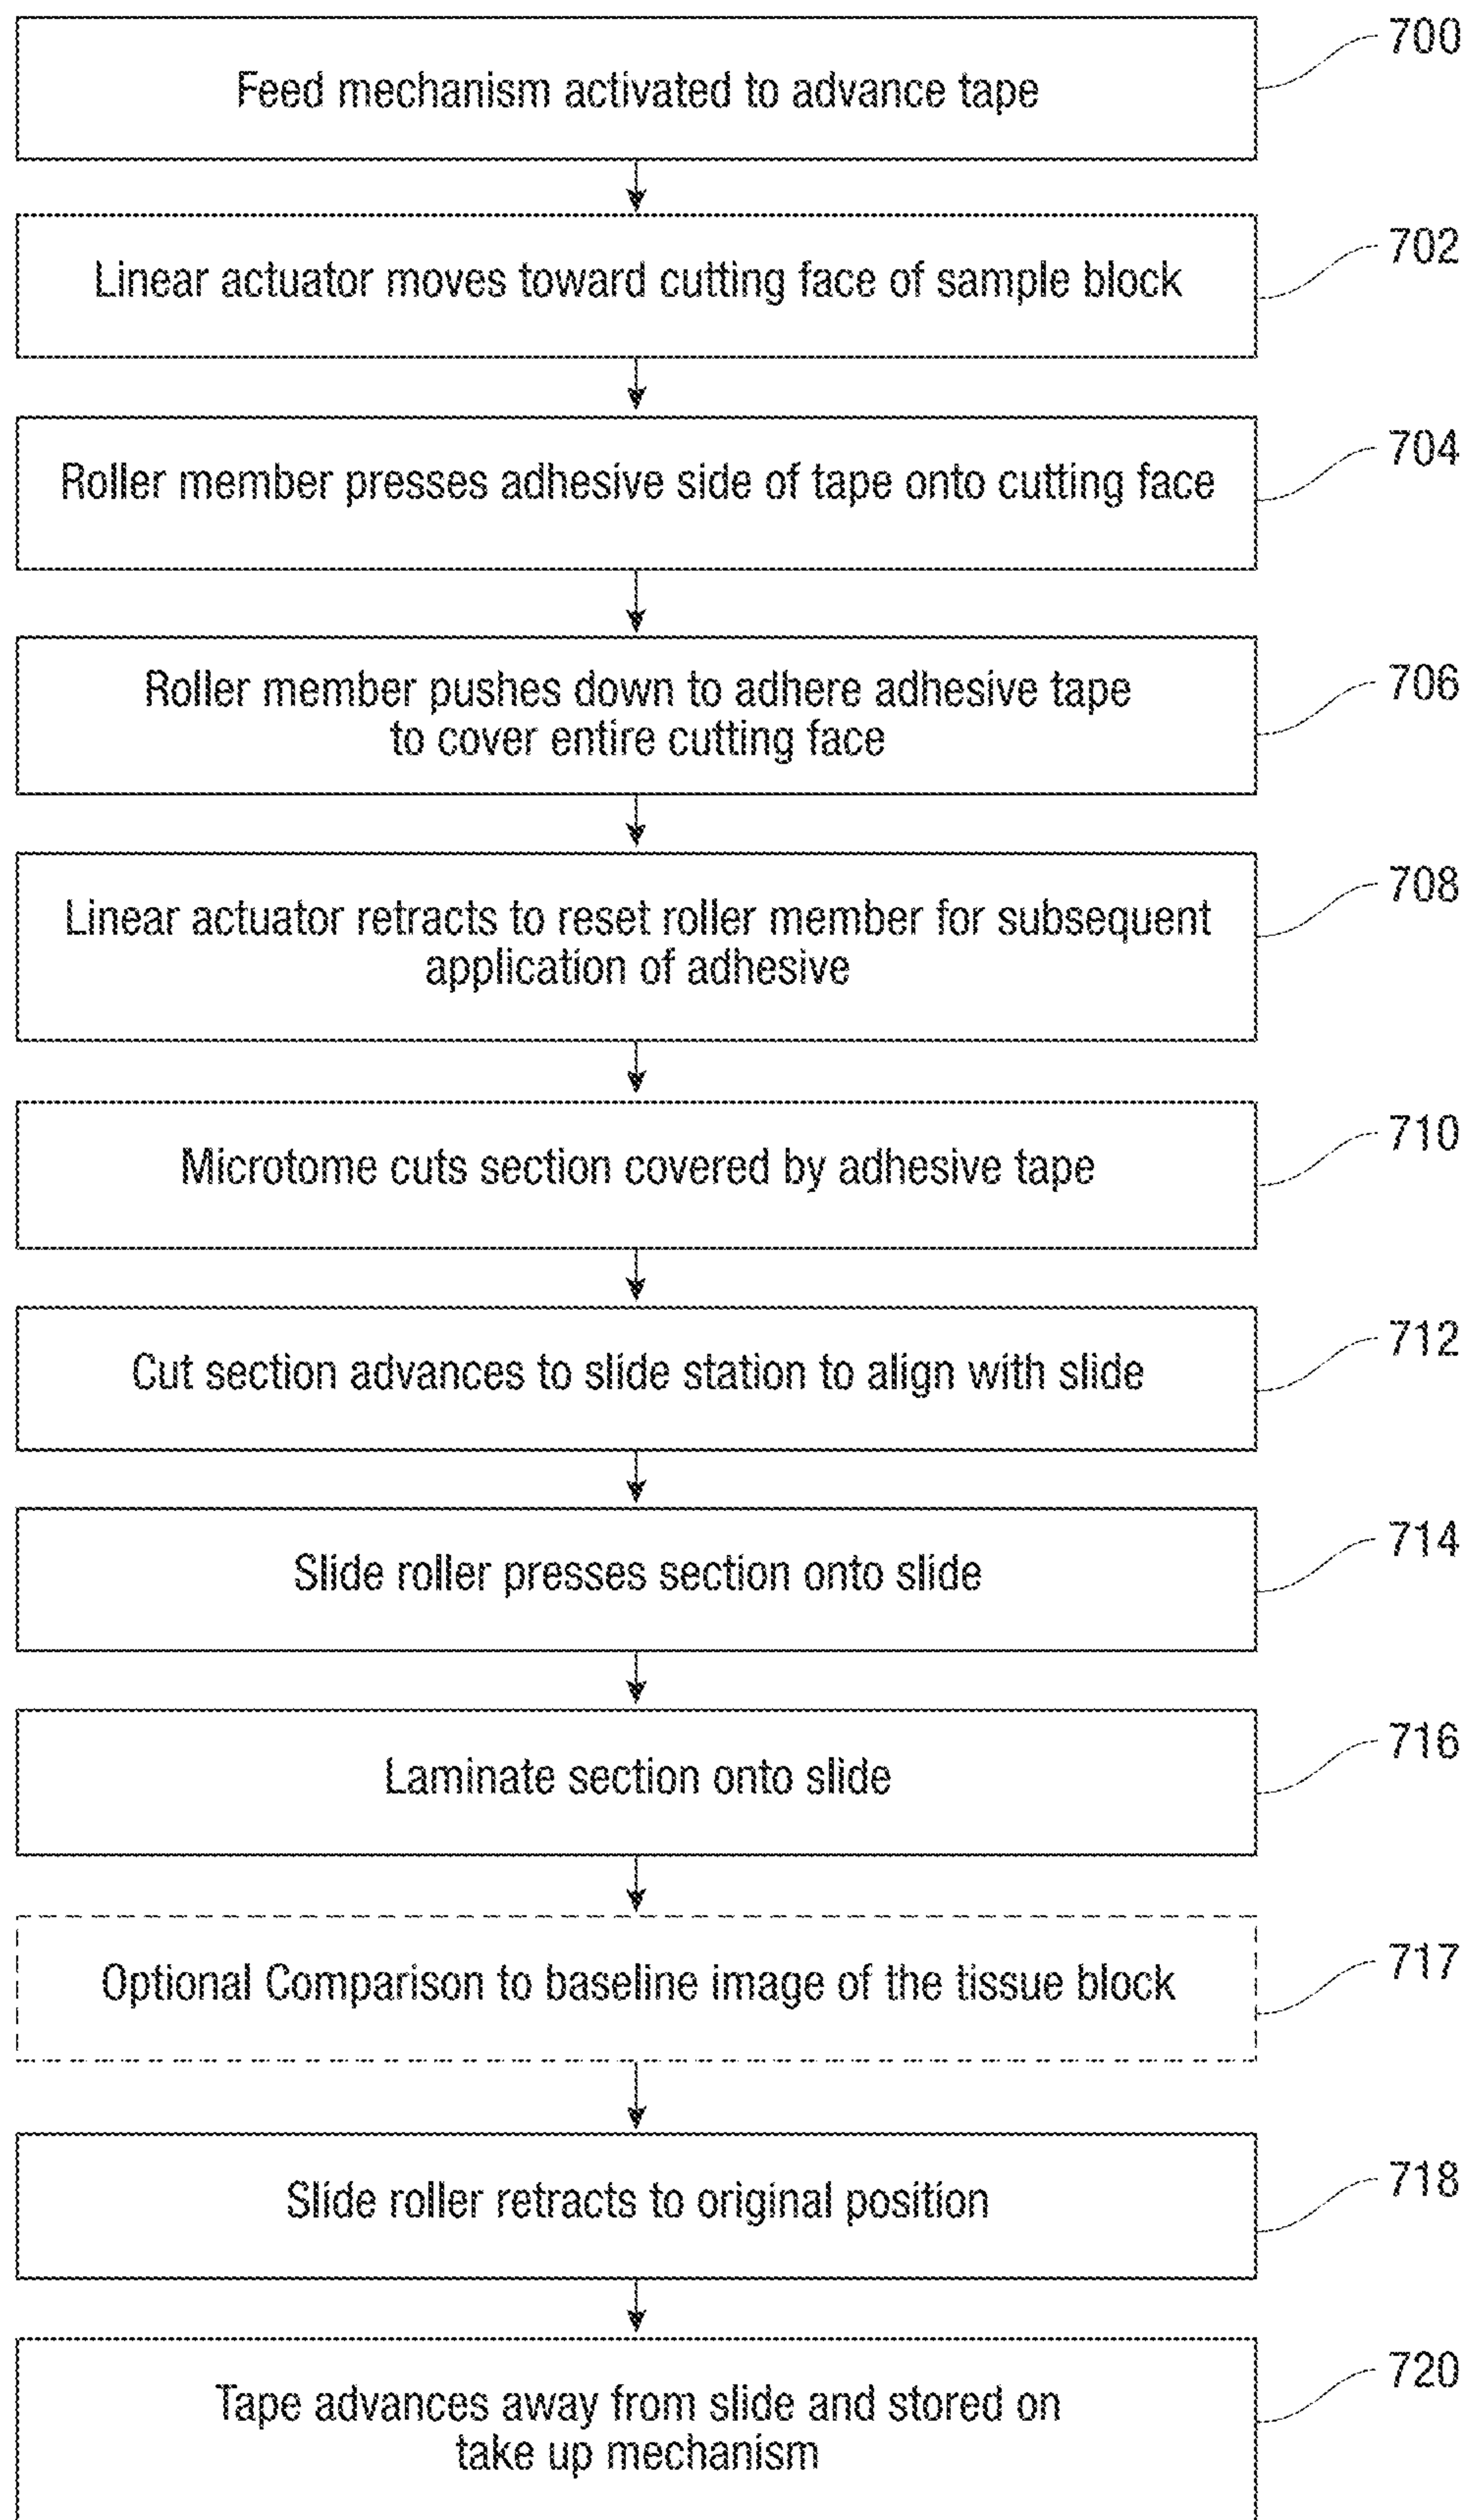 Feed mechanism activated to advance tape
700
Linear actuator moves toward cutting face of sample block
702
Roller member presses adhesive side of tape onto cutting face
704
Roller member pushes down to adhere adhesive tape
to cover entire cutting face
706
Linear actuator retracts to reset roller member for subsequent
application of adhesive
708
Microtome cuts section covered by adhesive tape
710
Cut section advances to slide station to align with slide
712
Slide roller presses section onto slide
714
Laminate section onto slide
716
Optional Comparison to baseline image of the tissue block
717
Slide roller retracts to original position
718
Tape advances away from slide and stored on
take up mechanism
720